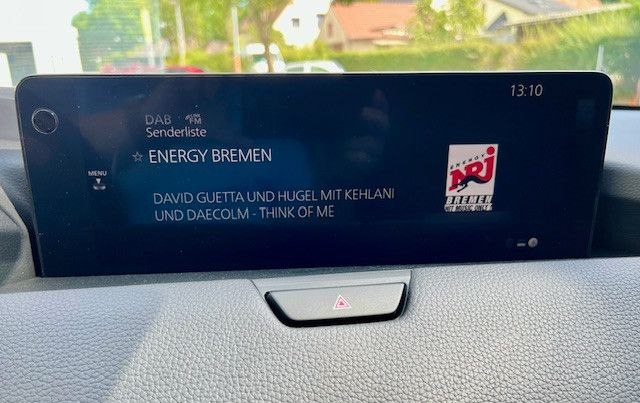 13:10
DAB FM
Senderliste
☆ ENERGY BREMEN
MENU
DAVID GUETTA UND HUGEL MIT KEHLANI
UND DAECOLM - THINK OF ME
ENERGY
NRJ
BREMEN
HIT MUSIC ONLY!